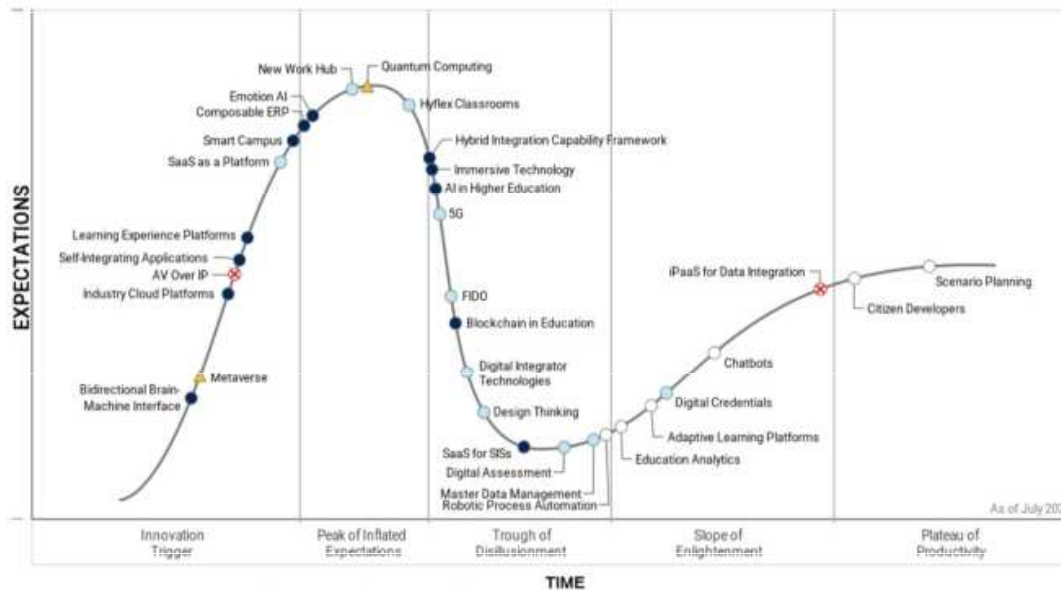 New Work Hub
Quantum Computing
Emotion AI
Hyflex Classrooms
Composable ERP
Smart Campus
Hybrid Integration Capability Framework
SaaS as a Platform
Immersive Technology
AI in Higher Education
5G
Learning Experience Platforms
Self-Integrating Applications
AV Over IP
Industry Cloud Platforms
iPaaS for Data Integration
Scenario Planning
Citizen Developers
FIDO
Blockchain in Education
Chatbots
Metaverse
Bidirectional Brain-
Machine Interface
Digital Integrator
Technologies
Design Thinking
Digital Credentials
Adaptive Learning Platforms
SaaS for SISs
Education Analytics
Digital Assessment
Master Data Management
Robotic Process Automation
EXPECTATIONS
As of July 202
Innovation
Trigger
Peak of Inflated
Expectations
Trough of
Disillusionment
Slope of
Enlightenment
Plateau of
Productivity
TIME